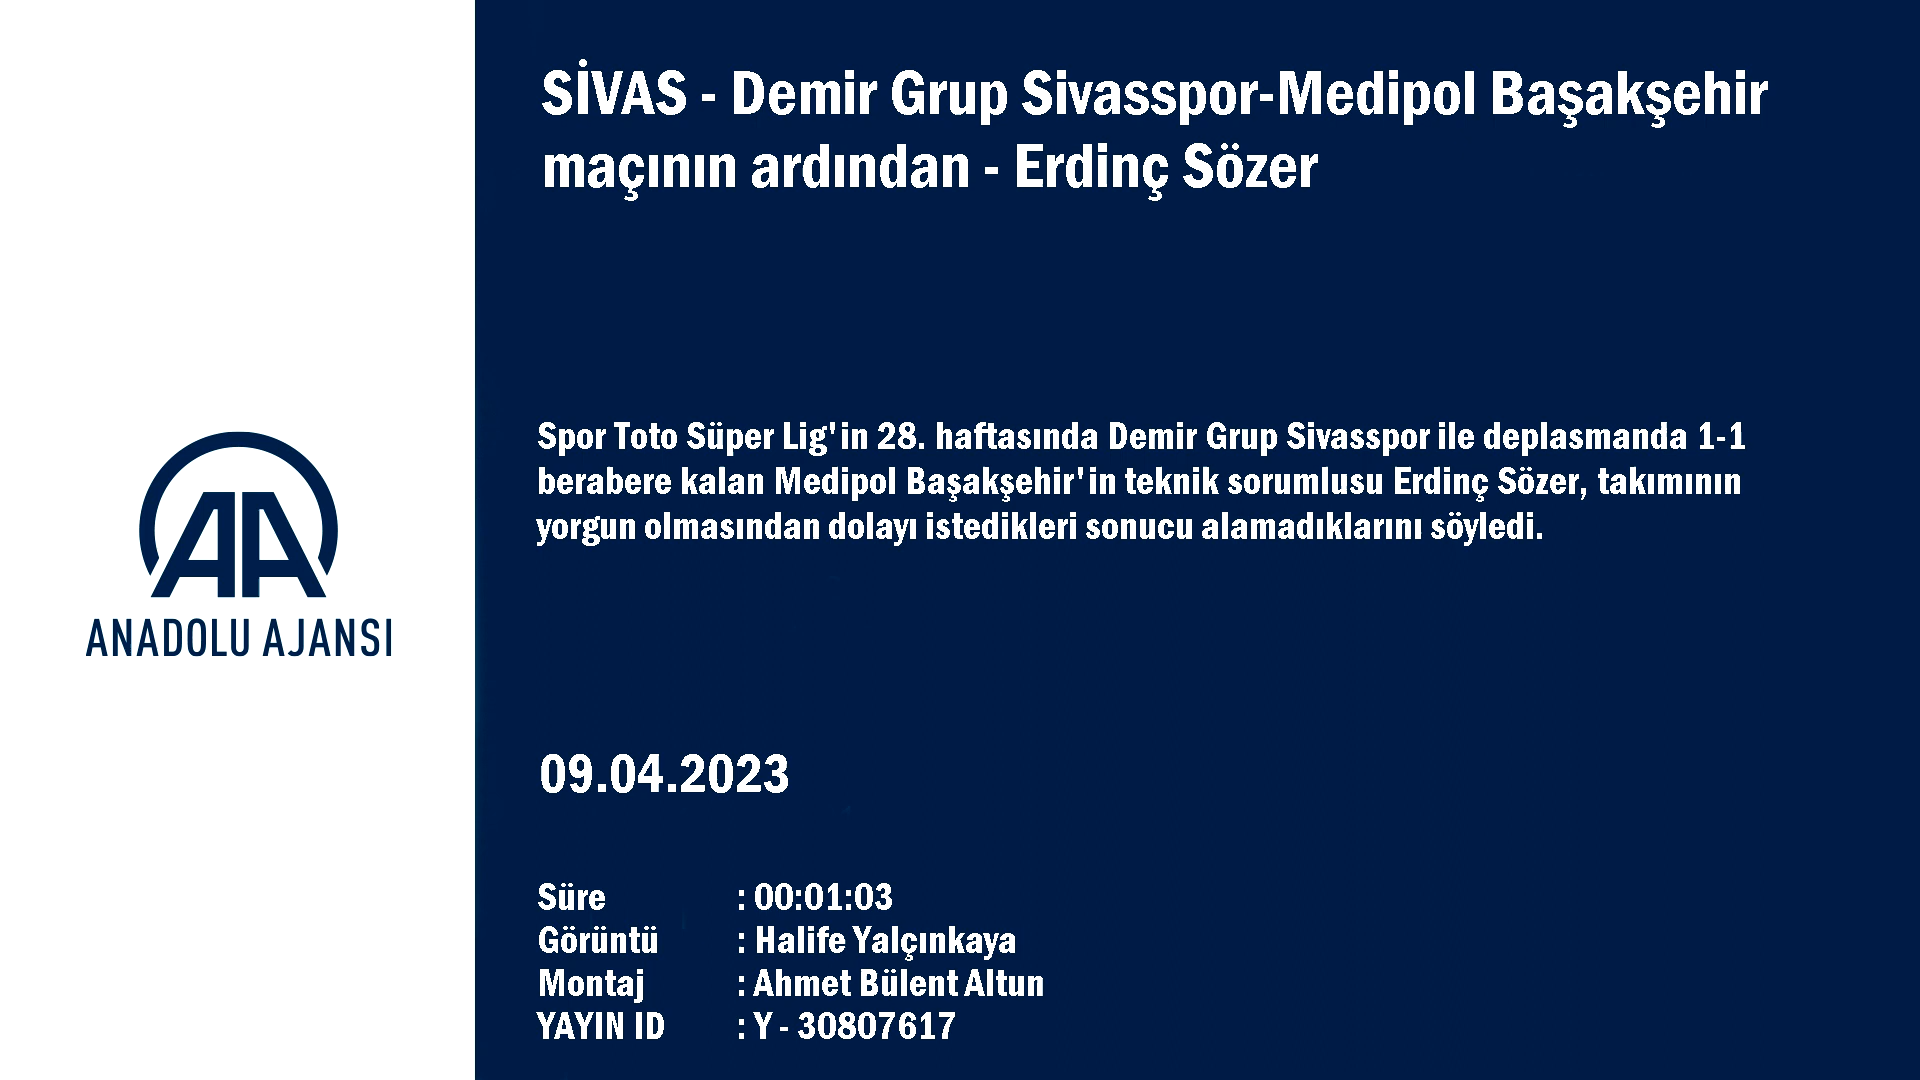 SİVAS - Demir Grup Sivasspor-Medipol Başakşehir
maçının ardından - Erdinç Sözer
Spor Toto Süper Lig'in 28. haftasında Demir Grup Sivasspor ile deplasmanda 1-1
berabere kalan Medipol Başakşehir'in teknik sorumlusu Erdinç Sözer, takımının
yorgun olmasından dolayı istedikleri sonucu alamadıklarını söyledi.
AA
ANADOLU AJANSI
09.04.2023
Süre : 00:01:03
Görüntü : Halife Yalçınkaya
Montaj : Ahmet Bülent Altun
YAYIN ID : Y - 30807617